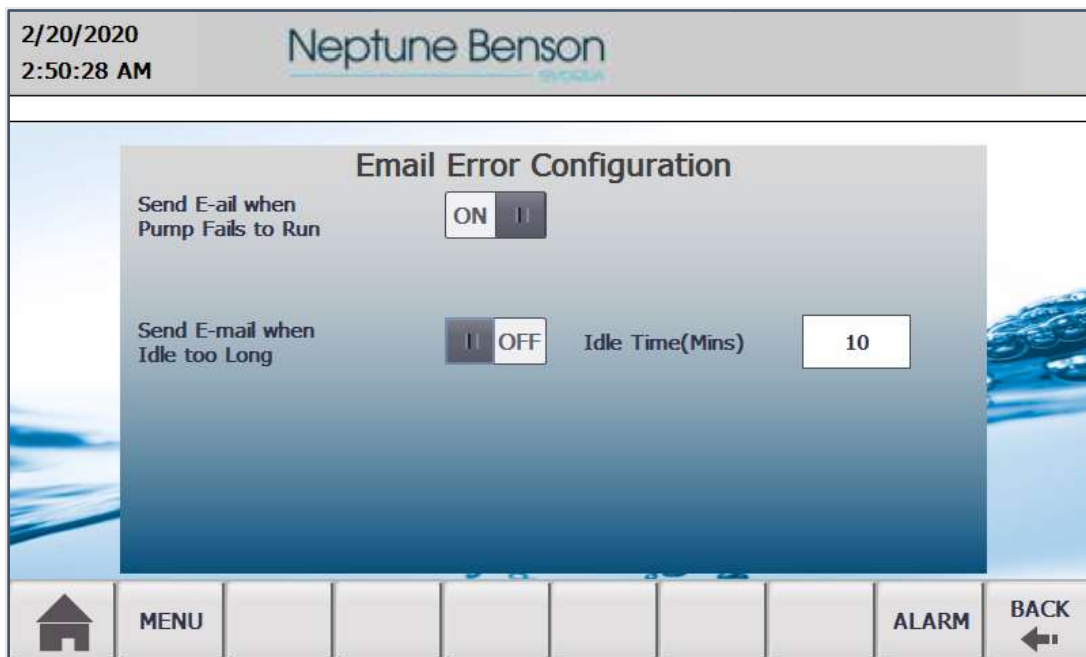 2/20/2020
2:50:28 AM
Neptune Benson
EVOQUA
Email Error Configuration
Send E-ail when
Pump Fails to Run
ON
Send E-mail when
Idle too Long
OFF
Idle Time(Mins)
10
MENU
ALARM
BACK